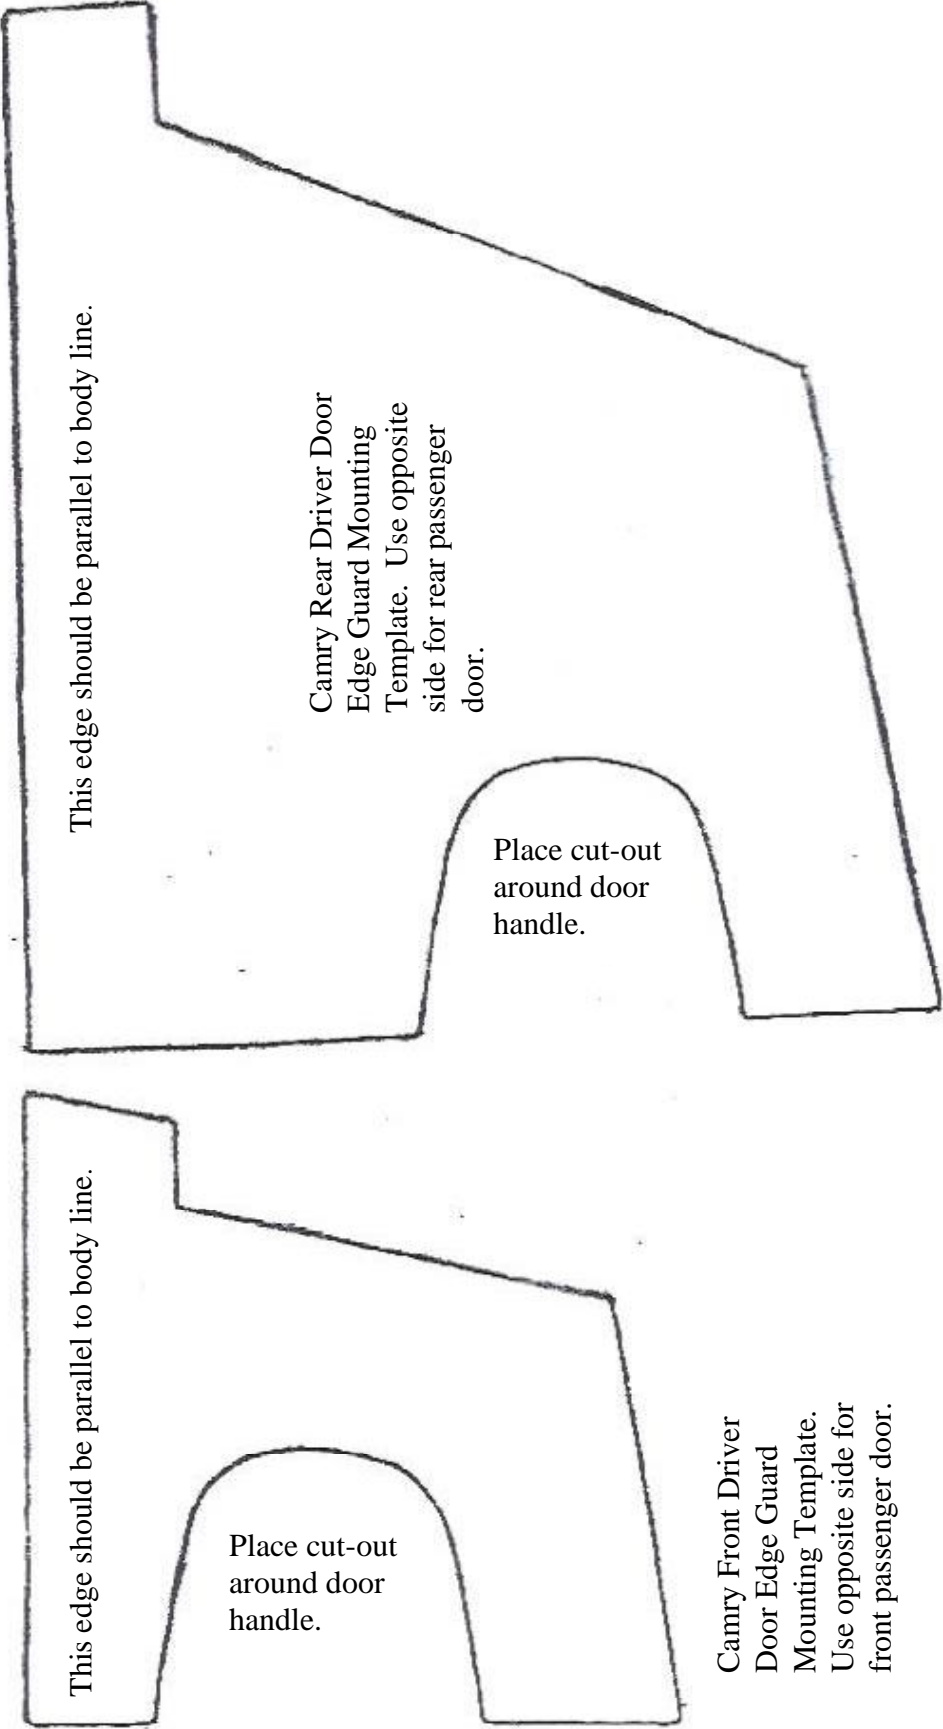 This edge should be parallel to body line.
Camry Rear Driver Door
Edge Guard Mounting
Template.  Use opposite
side for rear passenger
door.
Place cut-out
around door
handle.
This edge should be parallel to body line.
Place cut-out
around door
handle.
Camry Front Driver
Door Edge Guard
Mounting Template.
Use opposite side for
front passenger door.